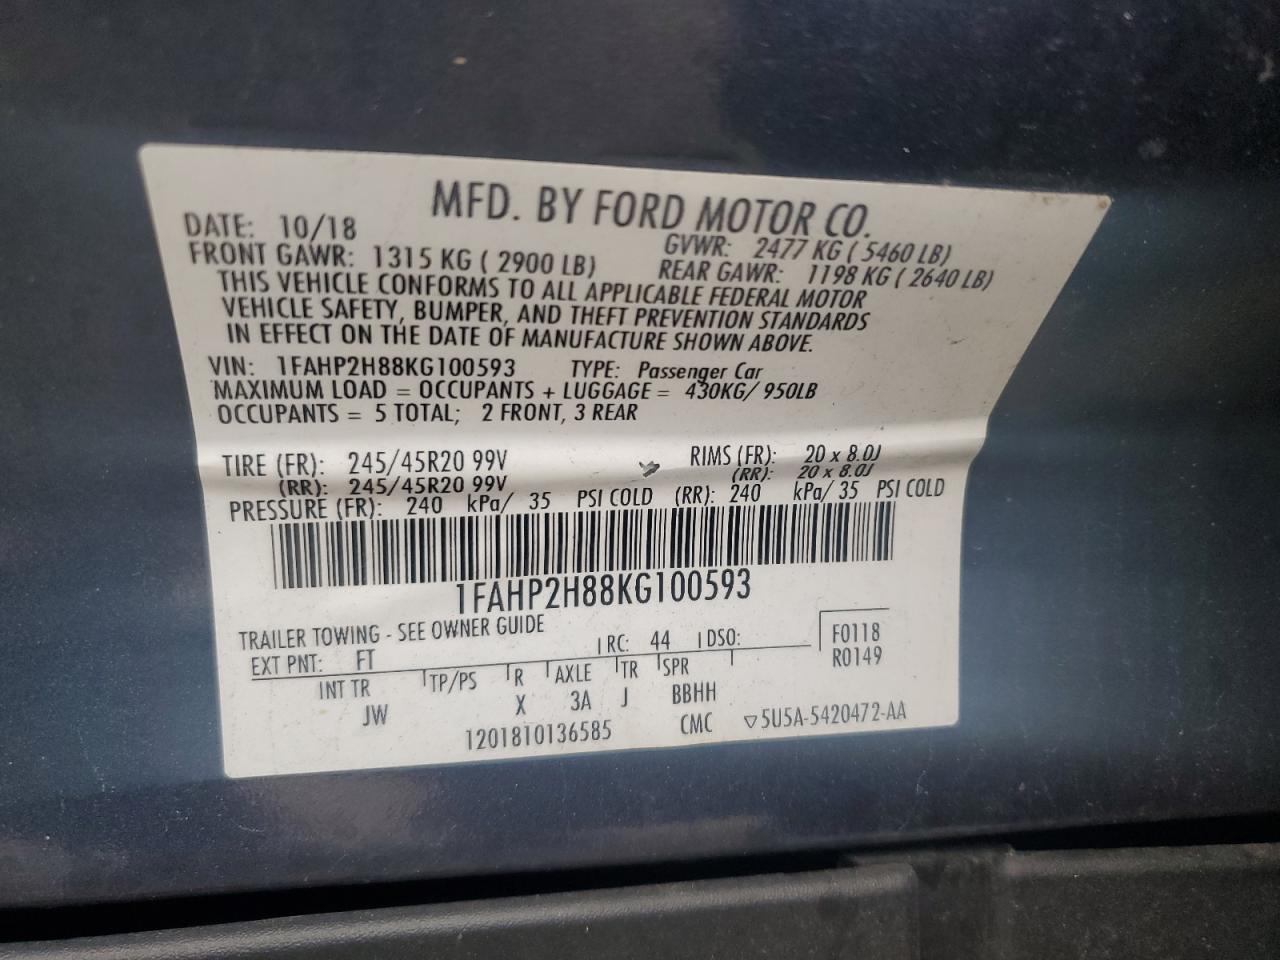 MFD. BY FORD MOTOR CO.
DATE: 10/18 GVWR: 2477 KG ( 5460 LB)
FRONT GAWR: 1315 KG ( 2900 LB) REAR GAWR: 1198 KG ( 2640 LB)
THIS VEHICLE CONFORMS TO ALL APPLICABLE FEDERAL MOTOR
VEHICLE SAFETY, BUMPER, AND THEFT PREVENTION STANDARDS
IN EFFECT ON THE DATE OF MANUFACTURE SHOWN ABOVE.
VIN: 1FAHP2H88KG100593 TYPE: Passenger Car
MAXIMUM LOAD = OCCUPANTS + LUGGAGE = 430KG/ 950LB
OCCUPANTS = 5 TOTAL; 2 FRONT, 3 REAR
TIRE (FR): 245/45R20 99V RIMS (FR): 20 x 8.0J
(RR): 245/45R20 99V (RR): 20 x 8.0J
PRESSURE (FR): 240 kPa/ 35 PSI COLD (RR): 240 kPa/ 35 PSI COLD
1FAHP2H88KG100593
TRAILER TOWING - SEE OWNER GUIDE
EXT PNT: FT RC: 44 DSO: F0118
R0149
INT TR TP/PS R AXLE TR SPR
JW X 3A J BBHH
1201810136585 CMC ▽5U5A-5420472-AA